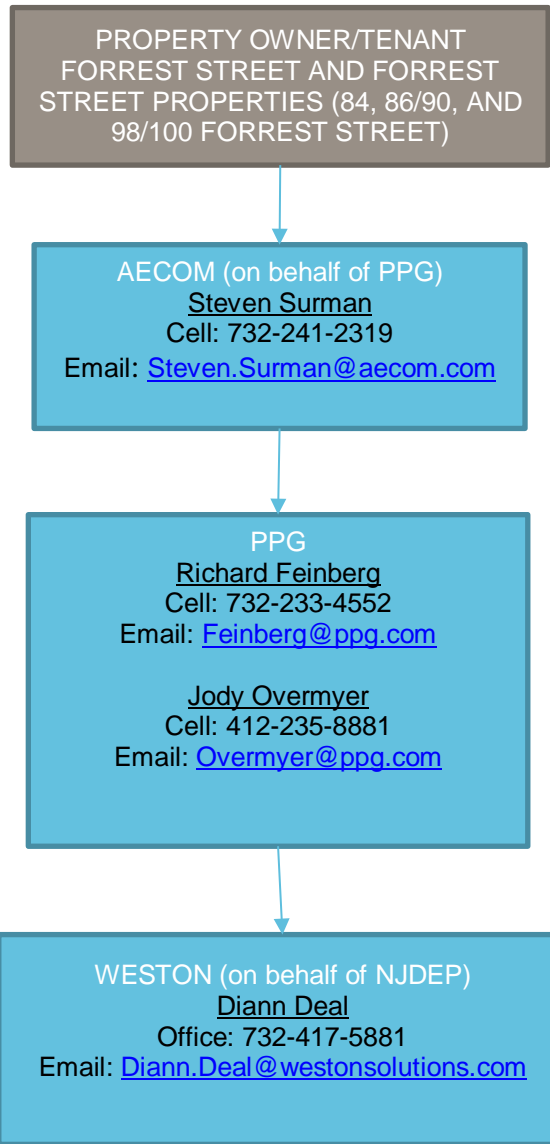 PROPERTY OWNER/TENANT
FORREST STREET AND FORREST
STREET PROPERTIES (84, 86/90, AND
98/100 FORREST STREET)
AECOM (on behalf of PPG)
Steven Surman
Cell: 732-241-2319
Email: Steven.Surman@aecom.com
PPG
Richard Feinberg
Cell: 732-233-4552
Email: Feinberg@ppg.com
Jody Overmyer
Cell: 412-235-8881
Email: Overmyer@ppg.com
WESTON (on behalf of NJDEP)
Diann Deal
Office: 732-417-5881
Email: Diann.Deal@westonsolutions.com